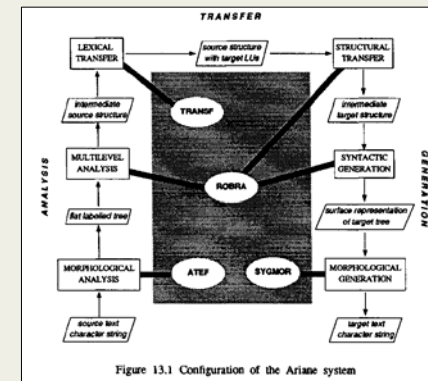 TRANSFER
LEXICAL
TRANSFER
source structure
with target LUs
STRUCTURAL
TRANSFER
TRANSF
intermediate
source structure
intermediate
target structure
ANALYSIS
MULTILEVEL
ANALYSIS
ROBRA
SYNTACTIC
GENERATION
GENERATION
flat labelled tree
surface representation
of target tree
MORPHOLOGICAL
ANALYSIS
ATEF
SYGMOR
MORPHOLOGICAL
GENERATION
source text
character string
target text
character string
Figure 13.1 Configuration of the Ariane system